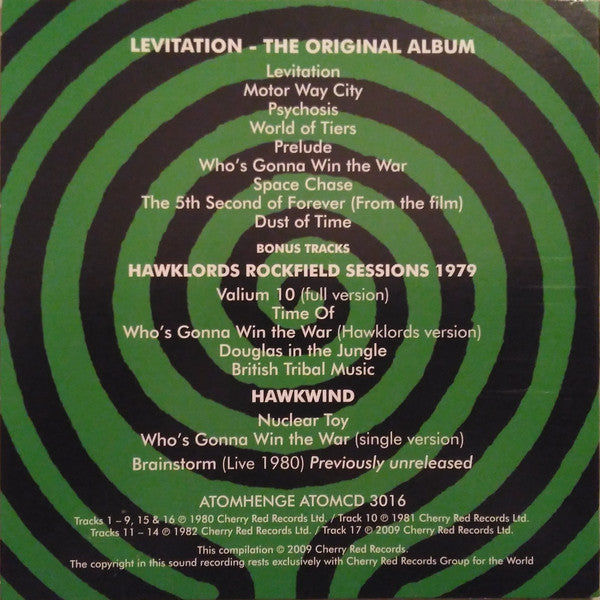 LEVITATION - THE ORIGINAL ALBUM
Levitation
Motor Way City
Psychosis
World of Tiers
Prelude
Who's Gonna Win the War
Space Chase
The 5th Second of Forever (From the film)
Dust of Time
BONUS TRACKS
HAWKLORDS ROCKFIELD SESSIONS 1979
Valium 10 (full version)
Time Of
Who's Gonna Win the War (Hawklords version)
Douglas in the Jungle
British Tribal Music
HAWKWIND
Nuclear Toy
Who's Gonna Win the War (single version)
Brainstorm (Live 1980) Previously unreleased
ATOMHENGE ATOMCD 3016
Tracks 1 – 9, 15 & 16 ℗ 1980 Cherry Red Records Ltd. / Track 10 ℗ 1981 Cherry Red Records Ltd.
Tracks 11 – 14 ℗ 1982 Cherry Red Records Ltd. / Track 17 ℗ 2009 Cherry Red Records Ltd.
This compilation © 2009 Cherry Red Records.
The copyright in this sound recording rests exclusively with Cherry Red Records Group for the World